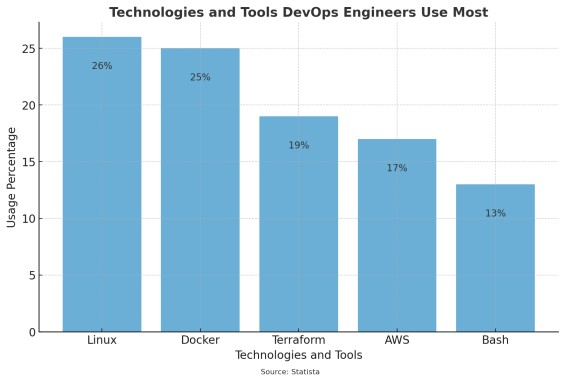 Technologies and Tools DevOps Engineers Use Most
Usage Percentage
25
20
15
10
5
0
26%
25%
19%
17%
13%
Linux Docker Terraform AWS Bash
Technologies and Tools
Source: Statista